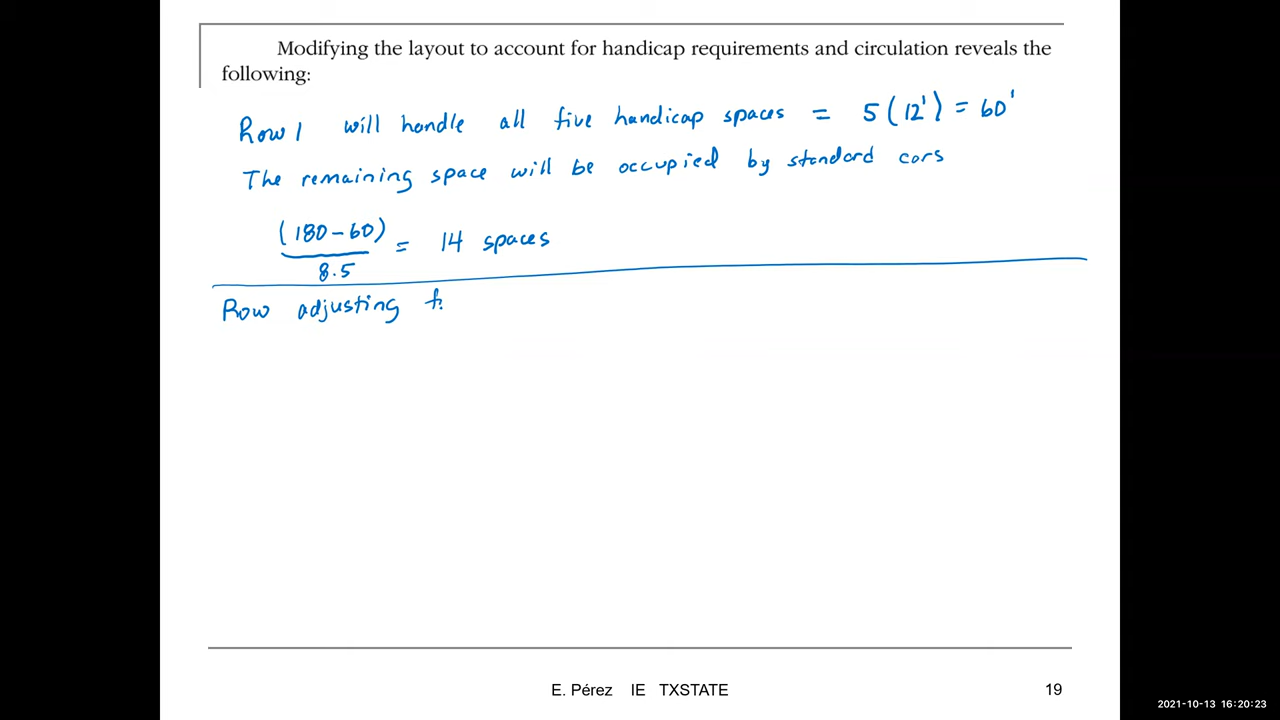 Modifying the layout to account for handicap requirements and circulation reveals the
following:
Row 1 will handle all five handicap spaces = 5 (12') = 60'
The remaining space will be occupied by standard cars
(180-60)
8.5
= 14 spaces
Row adjusting
E. Pérez IE TXSTATE
19
2021-10-13 16:20:23